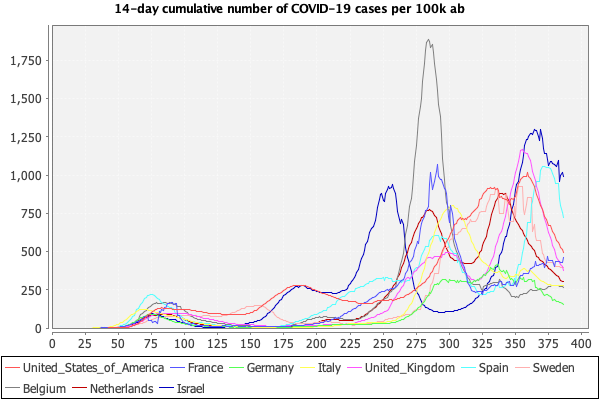 14-day cumulative number of COVID-19 cases per 100k ab
1,750
1,500
1,250
1,000
750
500
250
0
0 25 50 75 100 125 150 175 200 225 250 275 300 325 350 375 400
United_States_of_America France Germany Italy United_Kingdom Spain Sweden
Belgium Netherlands Israel